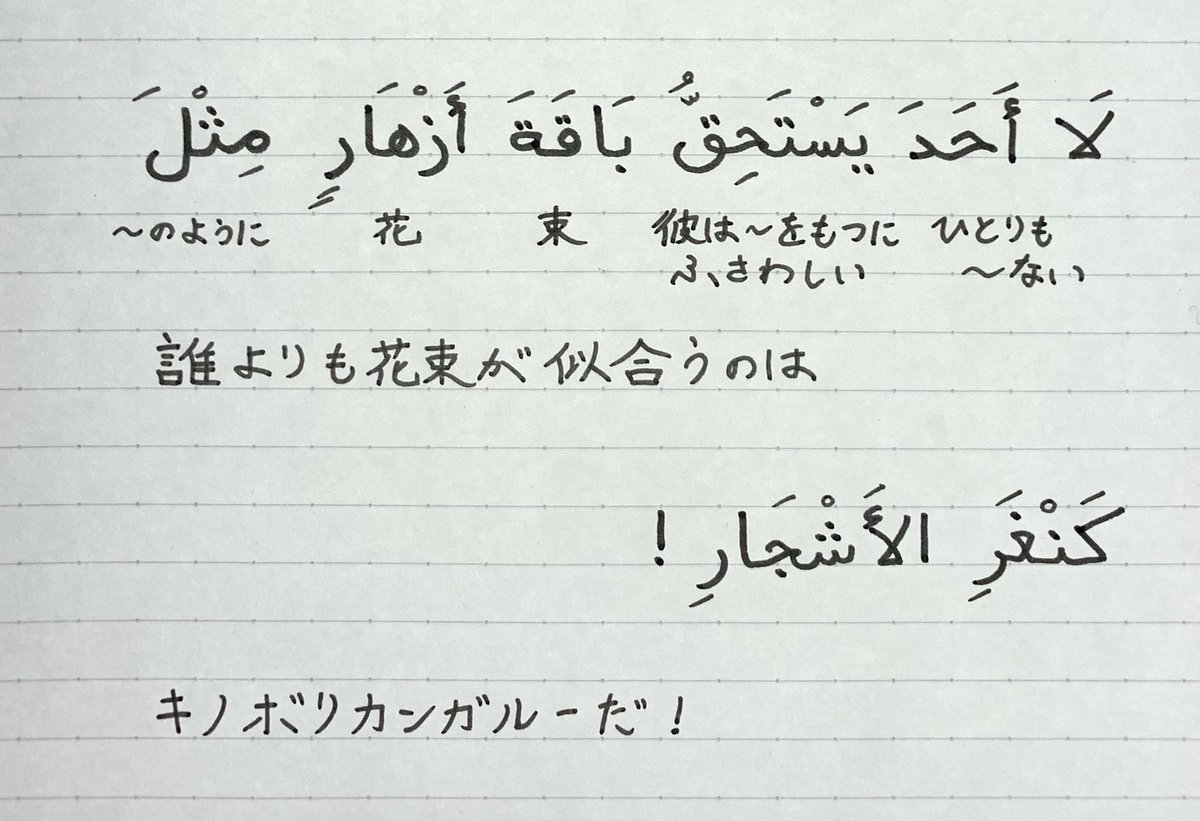 لَا أَحَدَ يَسْتَحِقُّ بَاقَةَ أَزْهَارٍ مِثْلَ
ひとりも 彼は〜をもつに 束 花 〜のように
〜ない ふさわしい
誰よりも花束が似合うのは
كَنْغَرِ الأَشْجَارِ !
キノボリカンガルーだ！